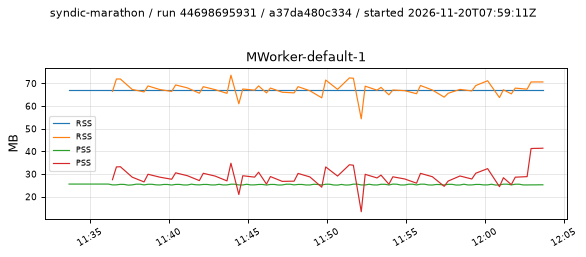 syndic-marathon / run 44698695931 / a37da480c334 / started 2026-11-20T07:59:11Z
MWorker-default-1
MB
70
60
50
40
30
20
RSS
RSS
PSS
PSS
11:35
11:40
11:45
11:50
11:55
12:00
12:05